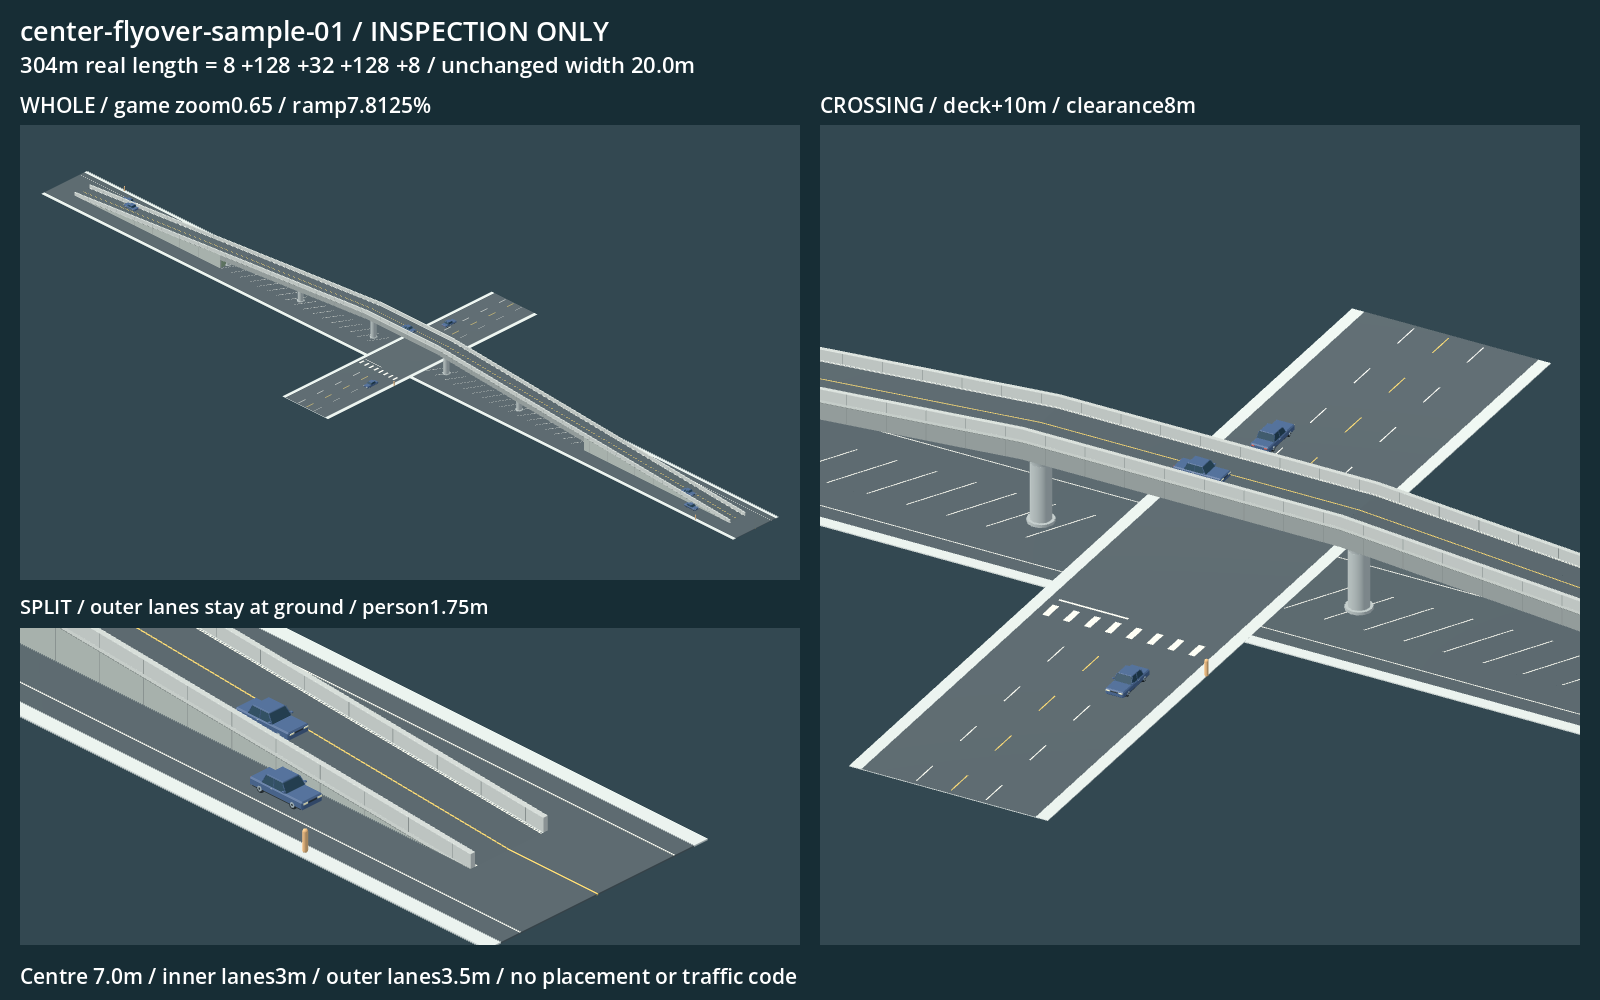 center-flyover-sample-01 / INSPECTION ONLY
304m real length = 8 +128 +32 +128 +8 / unchanged width 20.0m
WHOLE / game zoom0.65 / ramp7.8125%
CROSSING / deck+10m / clearance8m
SPLIT / outer lanes stay at ground / person1.75m
Centre 7.0m / inner lanes3m / outer lanes3.5m / no placement or traffic code